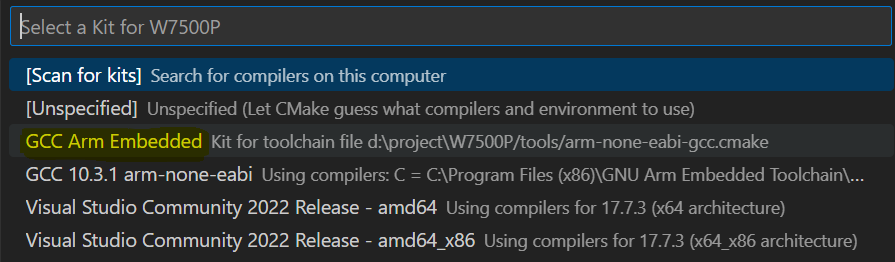 Select a Kit for W7500P
[Scan for kits] Search for compilers on this computer
[Unspecified] Unspecified (Let CMake guess what compilers and environment to use)
GCC Arm Embedded Kit for toolchain file d:\project\W7500P/tools/arm-none-eabi-gcc.cmake
GCC 10.3.1 arm-none-eabi Using compilers: C = C:\Program Files (x86)\GNU Arm Embedded Toolchain\...
Visual Studio Community 2022 Release - amd64 Using compilers for 17.7.3 (x64 architecture)
Visual Studio Community 2022 Release - amd64_x86 Using compilers for 17.7.3 (x64_x86 architecture)